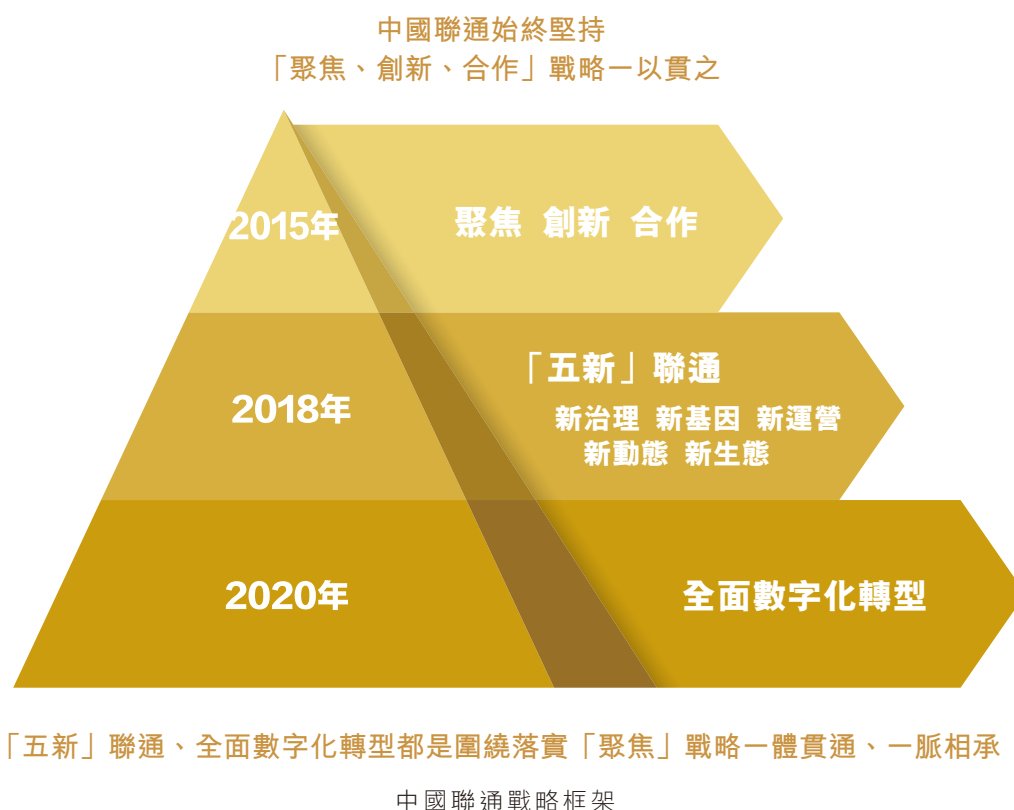 中國聯通始終堅持
「聚焦、創新、合作」戰略一以貫之
2015年
聚焦 創新 合作
2018年
「五新」聯通
新治理 新基因 新運營
新動態 新生態
2020年
全面數字化轉型
「五新」聯通、全面數字化轉型都是圍繞落實「聚焦」戰略一體貫通、一脈相承
中國聯通戰略框架